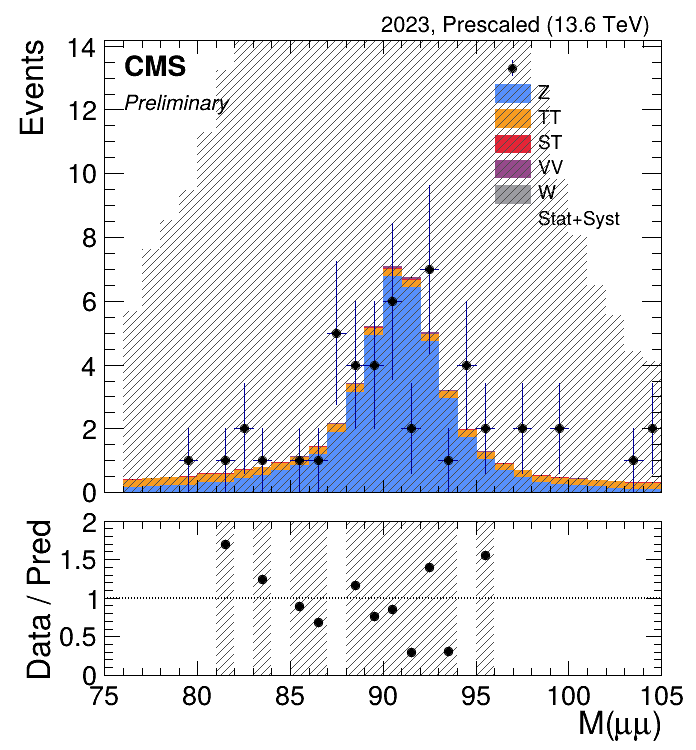 2023, Prescaled (13.6 TeV)
CMS
Preliminary
Z
TT
ST
VV
W
Stat+Syst
Events
14
12
10
8
6
4
2
0
Data / Pred
2
1.5
1
0.5
0
75 80 85 90 95 100 105
M(μμ)